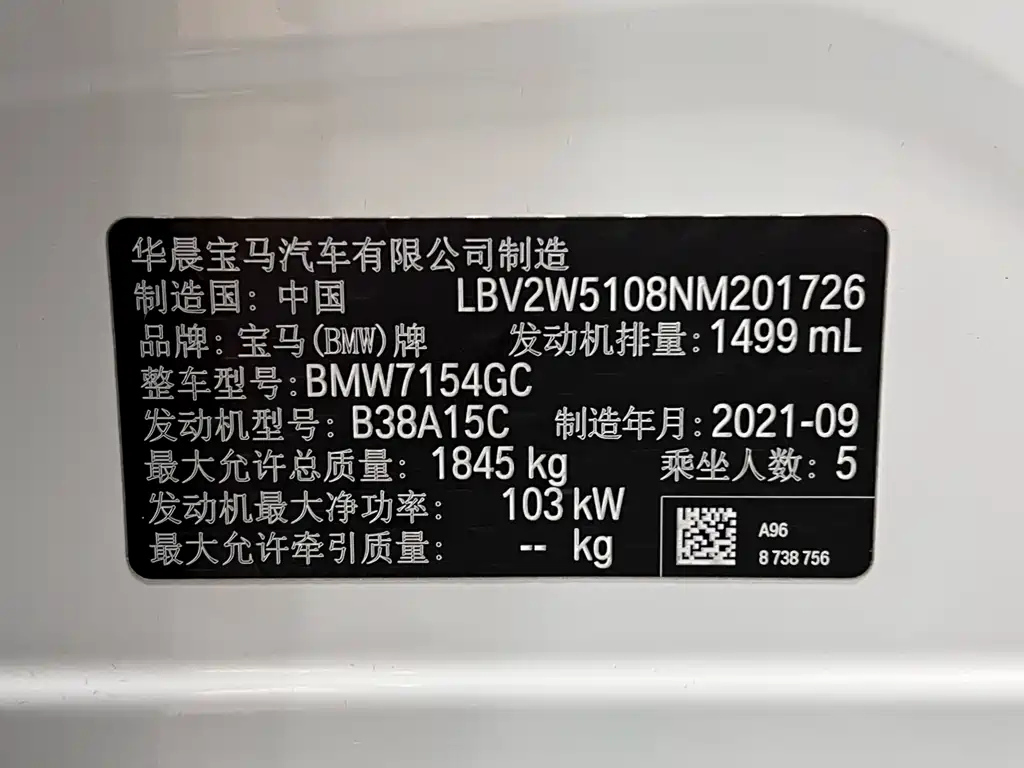 华晨宝马汽车有限公司制造
制造国：中国 LBV2W5108NM201726
品牌：宝马(BMW)牌 发动机排量：1499 mL
整车型号：BMW7154GC
发动机型号：B38A15C 制造年月：2021-09
最大允许总质量：1845 kg 乘坐人数：5
发动机最大净功率：103 kW
最大允许牵引质量：-- kg
A96
8 738 756